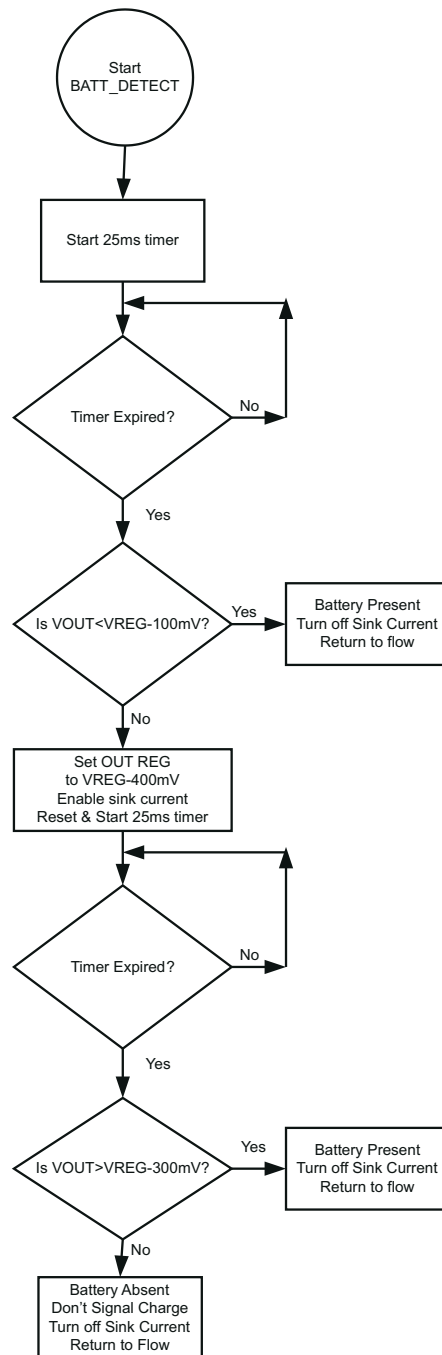 Start
BATT_DETECT
Start 25ms timer
Timer Expired?
No
Yes
Is VOUT<VREG-100mV?
Yes
Battery Present
Turn off Sink Current
Return to flow
No
Set OUT REG
to VREG-400mV
Enable sink current
Reset & Start 25ms timer
Timer Expired?
No
Yes
Is VOUT>VREG-300mV?
Yes
Battery Present
Turn off Sink Current
Return to flow
No
Battery Absent
Don't Signal Charge
Turn off Sink Current
Return to Flow